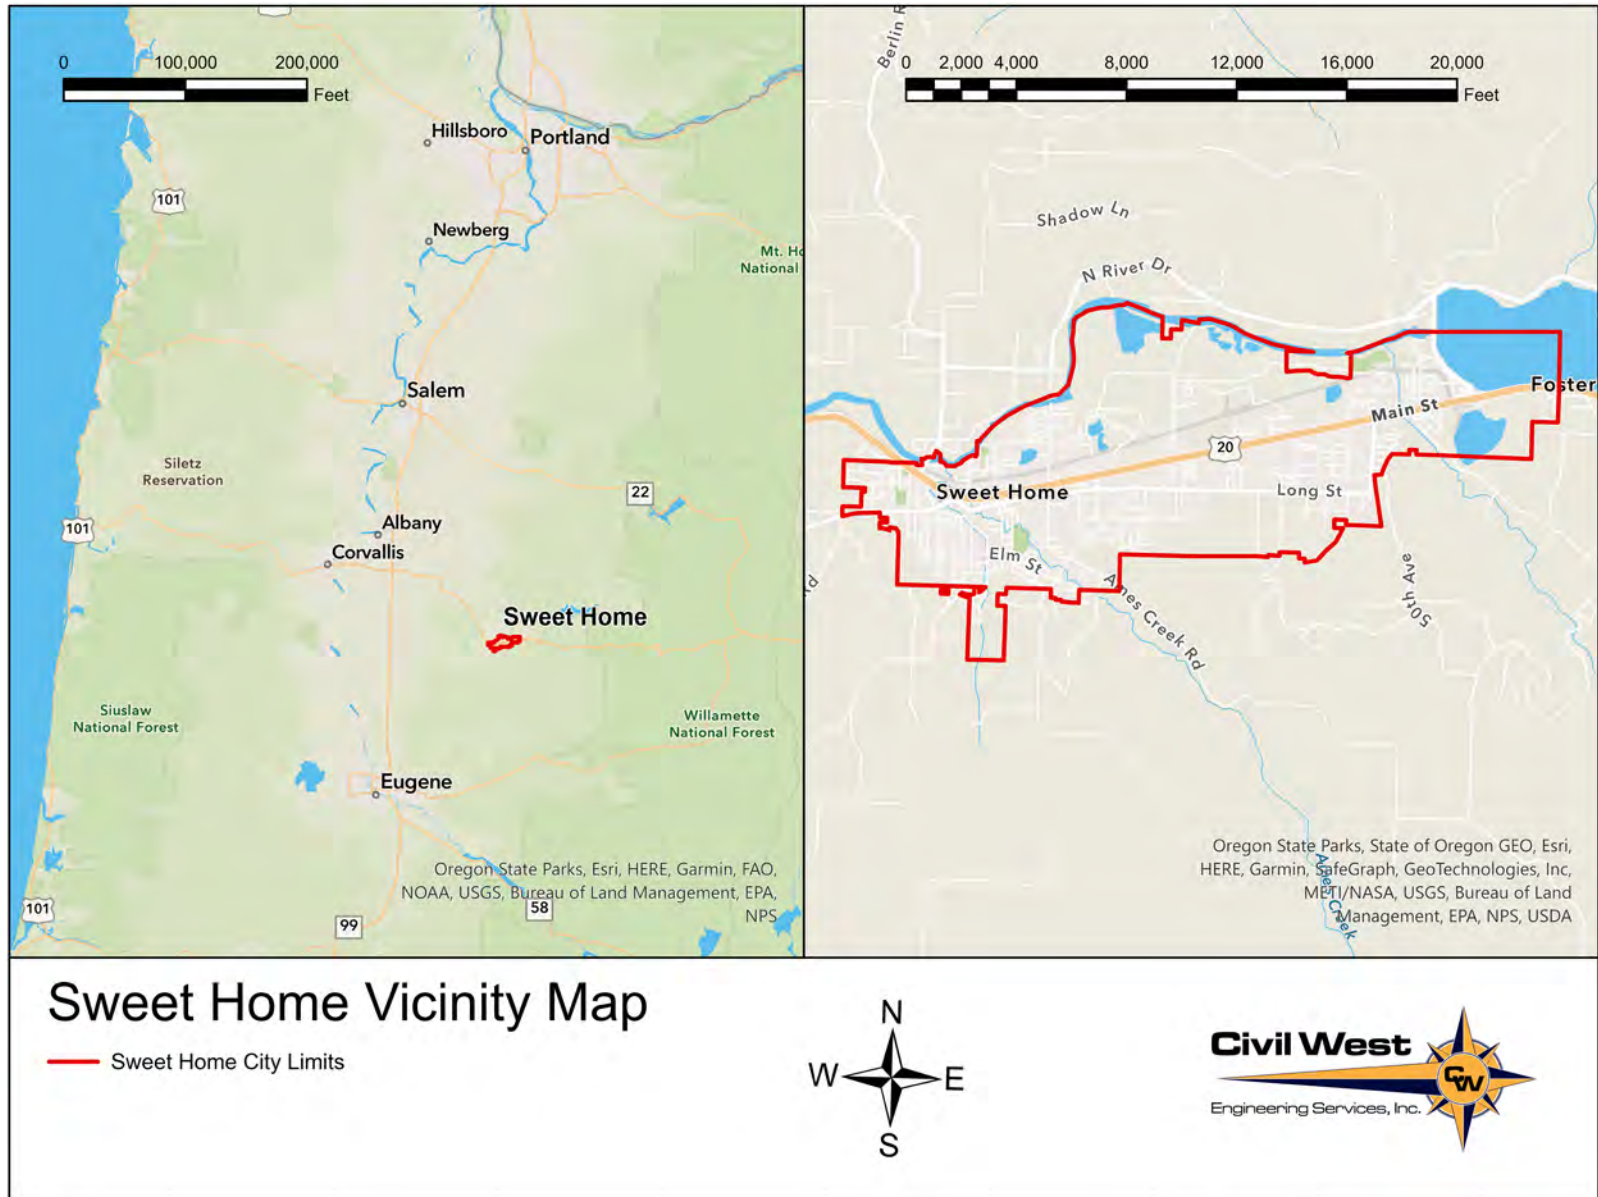 0 100,000 200,000
Feet
Hillsboro
Portland
101
Newberg
Mt. Ho
National
Salem
Siletz
Reservation
22
101
Albany
Corvallis
Sweet Home
Siuslaw
National Forest
Willamette
National Forest
Eugene
Oregon State Parks, Esri, HERE, Garmin, FAO,
NOAA, USGS, Bureau of Land Management, EPA,
NPS
101
99
58
Berlin R
0 2,000 4,000 8,000 12,000 16,000 20,000
Feet
Shadow Ln
N River Dr
Foster
Main St
20
Sweet Home
Long St
Elm St
Ames Creek Rd
50th Ave
rd
Oregon State Parks, State of Oregon GEO, Esri,
HERE, Garmin, SafeGraph, GeoTechnologies, Inc,
METI/NASA, USGS, Bureau of Land
Management, EPA, NPS, USDA
Ames Creek
Sweet Home Vicinity Map
Sweet Home City Limits
N
W E
S
Civil West
CW
Engineering Services, Inc.